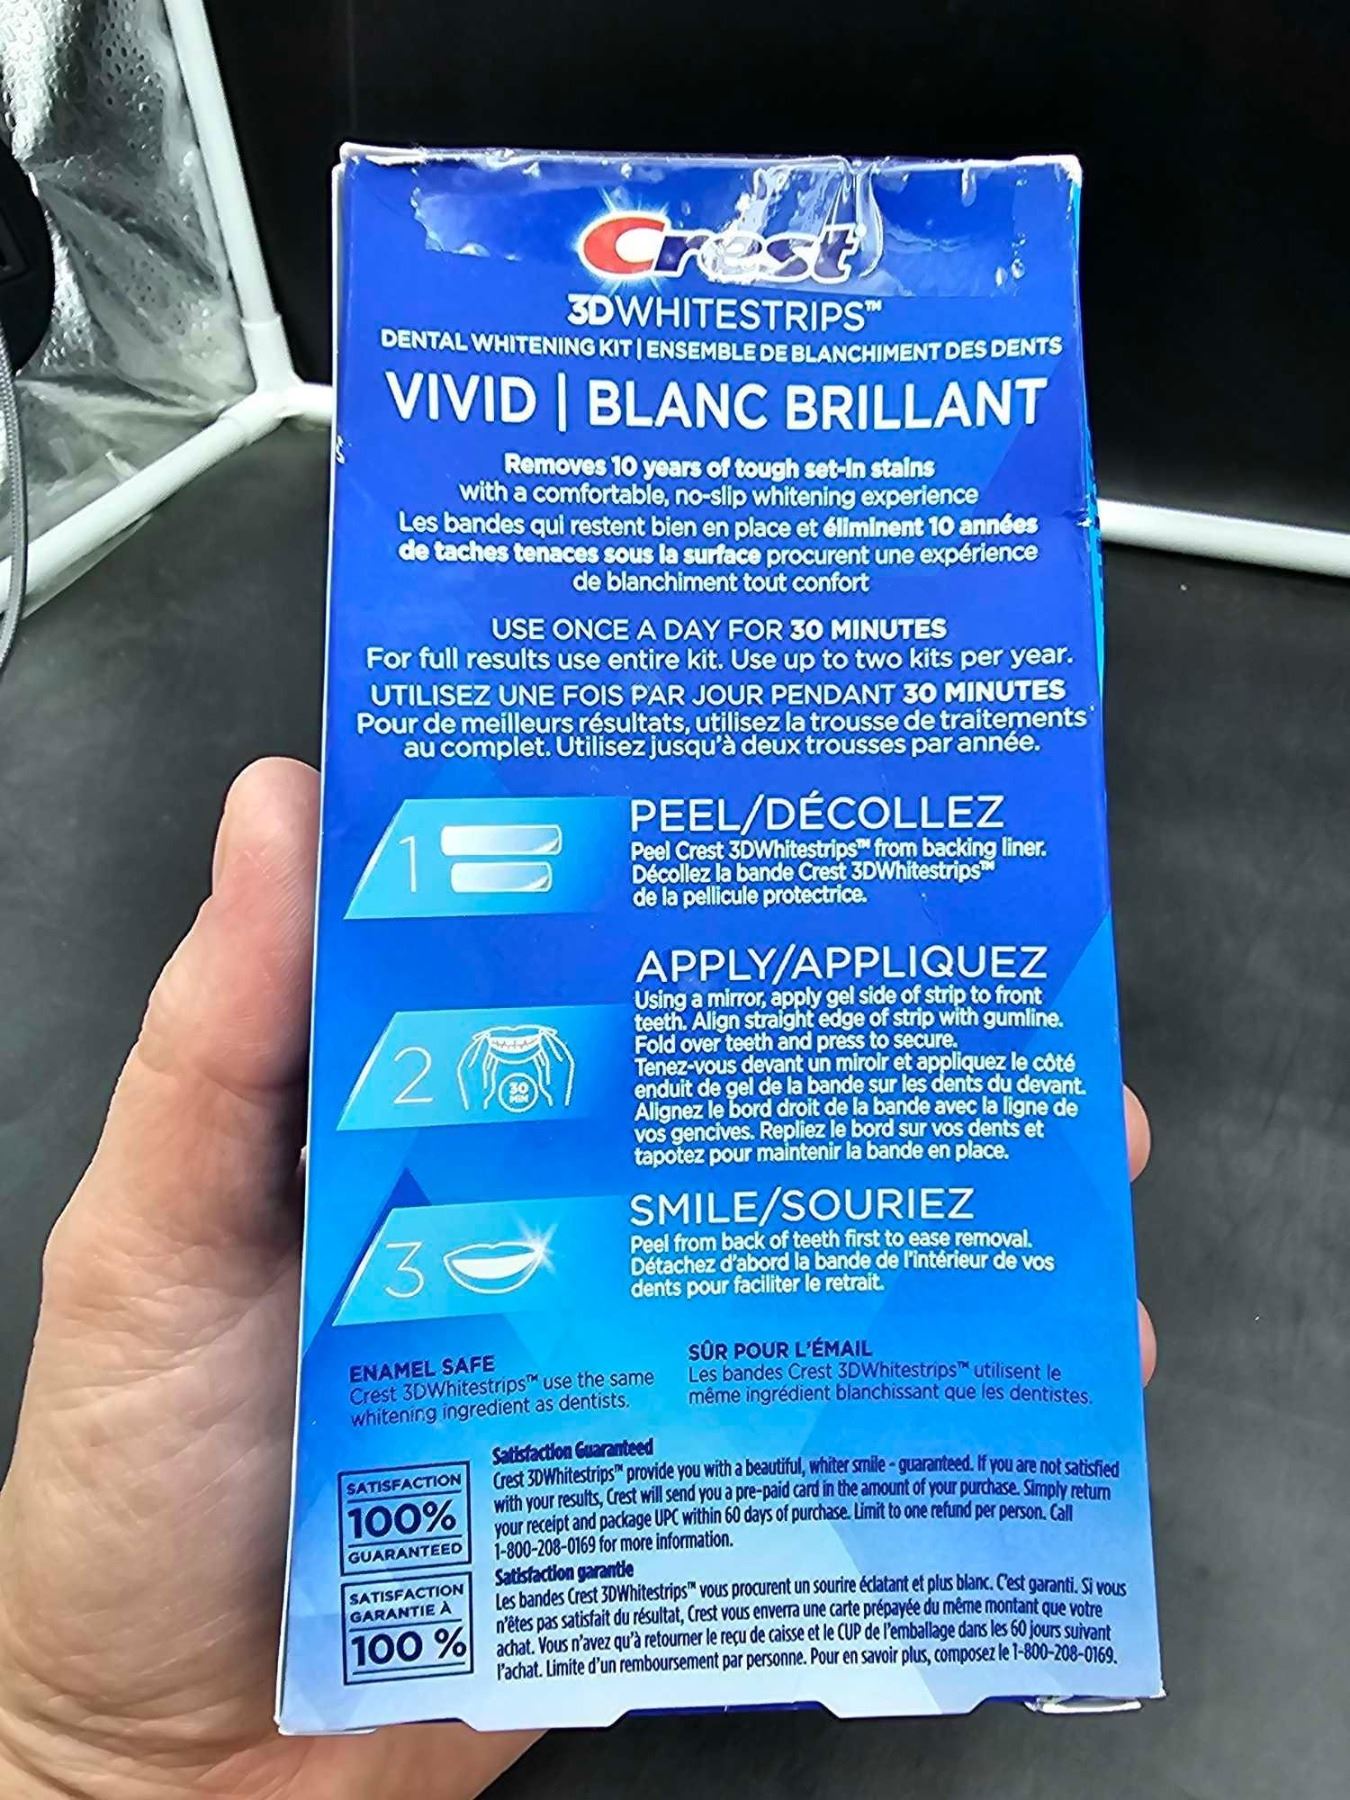 Crest
3DWHITESTRIPS™
DENTAL WHITENING KIT | ENSEMBLE DE BLANCHIMENT DES DENTS
VIVID | BLANC BRILLANT
Removes 10 years of tough set-in stains
with a comfortable, no-slip whitening experience
Les bandes qui restent bien en place et éliminent 10 années
de taches tenaces sous la surface procurent une expérience
de blanchiment tout confort
USE ONCE A DAY FOR 30 MINUTES
For full results use entire kit. Use up to two kits per year.
UTILISEZ UNE FOIS PAR JOUR PENDANT 30 MINUTES
Pour de meilleurs résultats, utilisez la trousse de traitements
au complet. Utilisez jusqu'à deux trousses par année.
1
PEEL/DÉCOLLEZ
Peel Crest 3DWhitestrips™ from backing liner.
Décollez la bande Crest 3DWhitestrips™
de la pellicule protectrice.
2
30
MIN
APPLY/APPLIQUEZ
Using a mirror, apply gel side of strip to front
teeth. Align straight edge of strip with gumline.
Fold over teeth and press to secure.
Tenez-vous devant un miroir et appliquez le côté
enduit de gel de la bande sur les dents du devant.
Alignez le bord droit de la bande avec la ligne de
vos gencives. Repliez le bord sur vos dents et
tapotez pour maintenir la bande en place.
3
SMILE/SOURIEZ
Peel from back of teeth first to ease removal.
Détachez d'abord la bande de l'intérieur de vos
dents pour faciliter le retrait.
ENAMEL SAFE
Crest 3DWhitestrips™ use the same
whitening ingredient as dentists.
SÛR POUR L'ÉMAIL
Les bandes Crest 3DWhitestrips™ utilisent le
même ingrédient blanchissant que les dentistes.
SATISFACTION
100%
GUARANTEED
Satisfaction Guaranteed
Crest 3DWhitestrips™ provide you with a beautiful, whiter smile - guaranteed. If you are not satisfied
with your results, Crest will send you a pre-paid card in the amount of your purchase. Simply return
your receipt and package UPC within 60 days of purchase. Limit to one refund per person. Call
1-800-208-0169 for more information.
SATISFACTION
GARANTIE À
100 %
Satisfaction garantie
Les bandes Crest 3DWhitestrips™ vous procurent un sourire éclatant et plus blanc. C'est garanti. Si vous
n'êtes pas satisfait du résultat, Crest vous enverra une carte prépayée du même montant que votre
achat. Vous n'avez qu'à retourner le reçu de caisse et le CUP de l'emballage dans les 60 jours suivant
l'achat. Limite d'un remboursement par personne. Pour en savoir plus, composez le 1-800-208-0169.